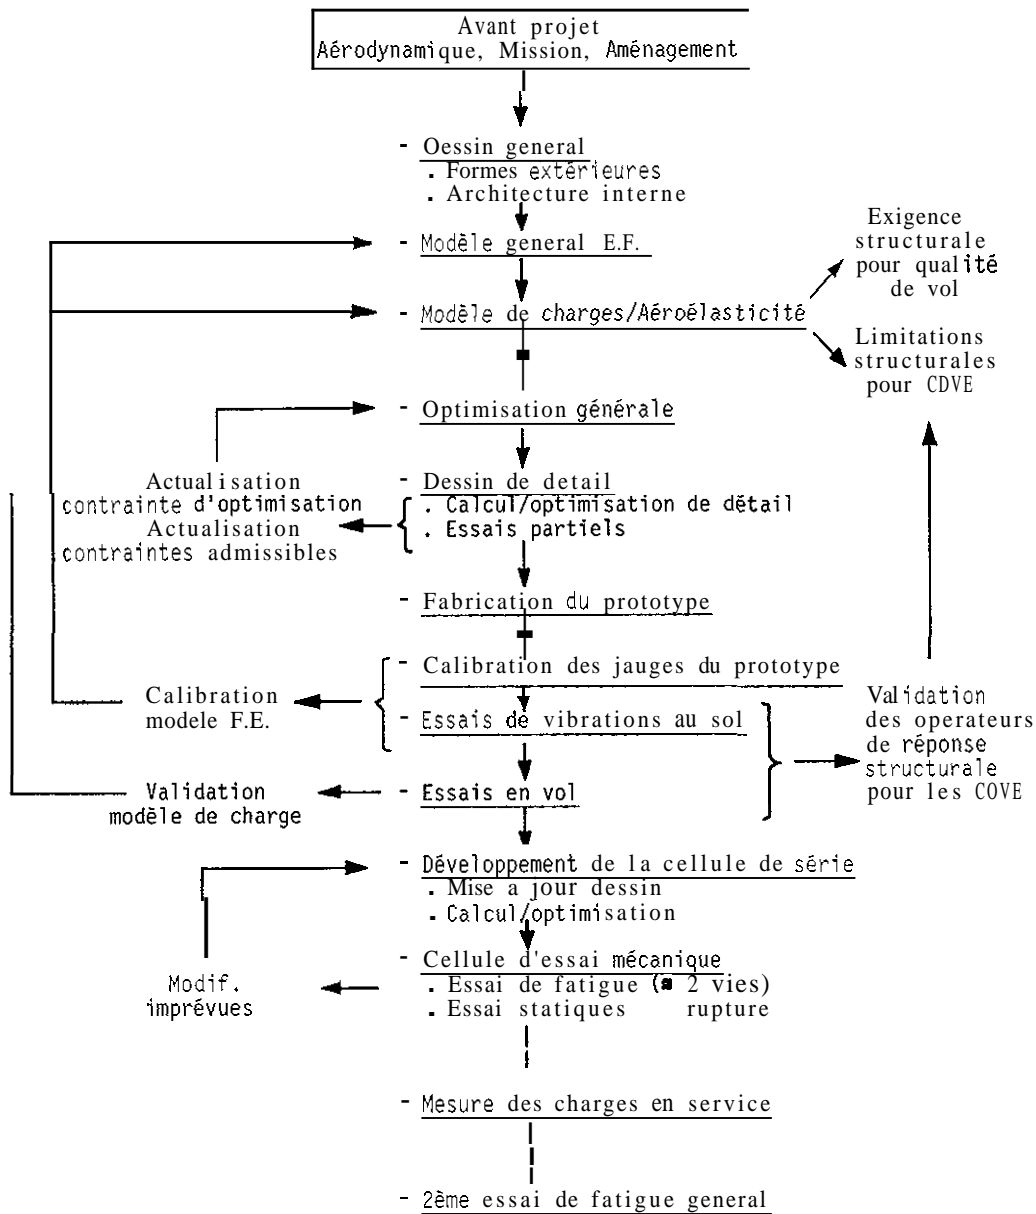 Avant projet
Aérodynamique, Mission, Aménagement
- Oessin general
. Formes extérieures
. Architecture interne
- Modèle general E.F.
- Modèle de charges/Aéroélasticité
Exigence
structurale
pour qualité
de vol
Limitations
structurales
pour CDVE
- Optimisation générale
- Dessin de detail
. Calcul/optimisation de détail
. Essais partiels
Actualisation
contrainte d'optimisation
Actualisation
contraintes admissibles
- Fabrication du prototype
- Calibration des jauges du prototype
- Essais de vibrations au sol
Calibration
modele F.E.
Validation
des operateurs
de réponse
structurale
pour les COVE
- Essais en vol
Validation
modèle de charge
- Développement de la cellule de série
. Mise a jour dessin
. Calcul/optimisation
- Cellule d'essai mécanique
. Essai de fatigue (≈ 2 vies)
. Essai statiques rupture
Modif.
imprévues
- Mesure des charges en service
- 2ème essai de fatigue general